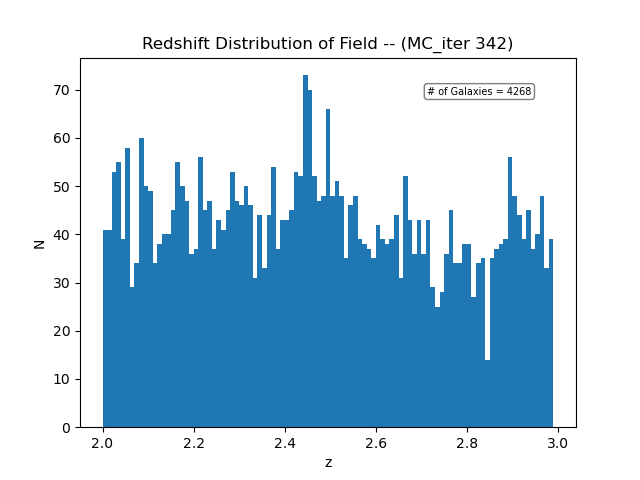 Redshift Distribution of Field -- (MC_iter 342)
# of Galaxies = 4268
N
70
60
50
40
30
20
10
0
2.0 2.2 2.4 2.6 2.8 3.0
z